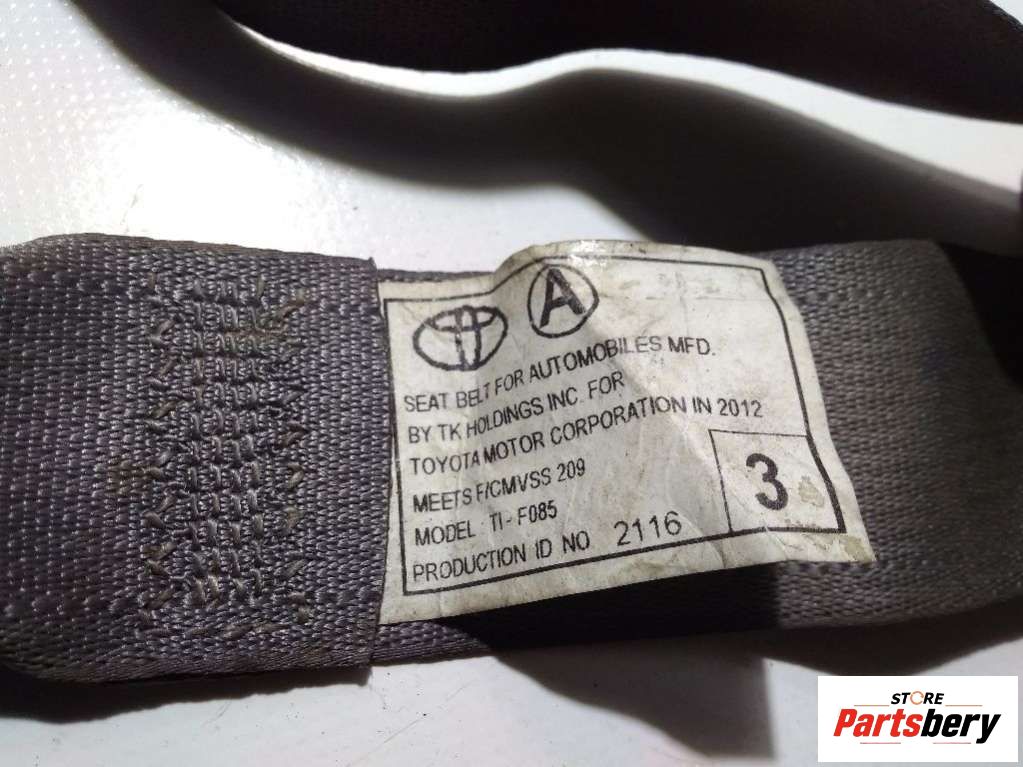 A
SEAT BELT FOR AUTOMOBILES MFD.
BY TK HOLDINGS INC. FOR
TOYOTA MOTOR CORPORATION IN 2012
MEETS F/CMVSS 209
MODEL : TI - F085
PRODUCTION ID NO 2116
3
STORE
Partsbery